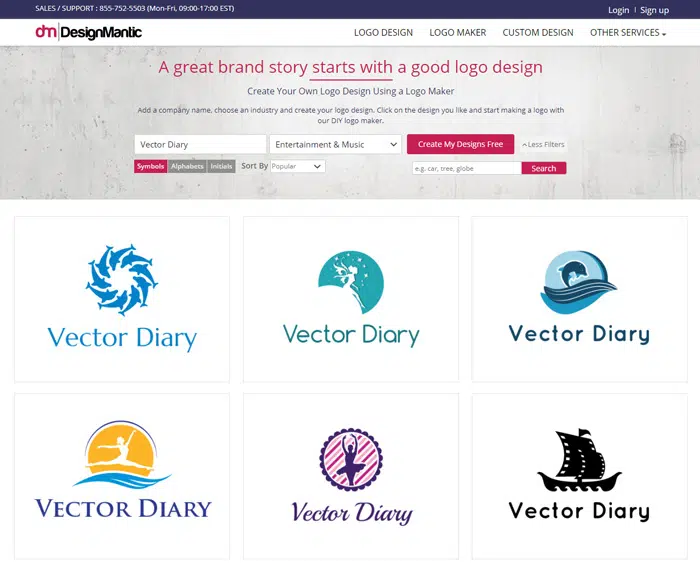 SALES / SUPPORT : 855-752-5503 (Mon-Fri, 09:00-17:00 EST)
Login | Sign up
dm DesignMantic
LOGO DESIGN LOGO MAKER CUSTOM DESIGN OTHER SERVICES
A great brand story starts with a good logo design
Create Your Own Logo Design Using a Logo Maker
Add a company name, choose an industry and create your logo design. Click on the design you like and start making a logo with
our DIY logo maker.
Vector Diary Entertainment & Music Create My Designs Free Less Filters
Symbols Alphabets Initials Sort By Popular e.g. car, tree, globe Search
Vector Diary Vector Diary Vector Diary
VECTOR DIARY Vector Diary Vector Diary